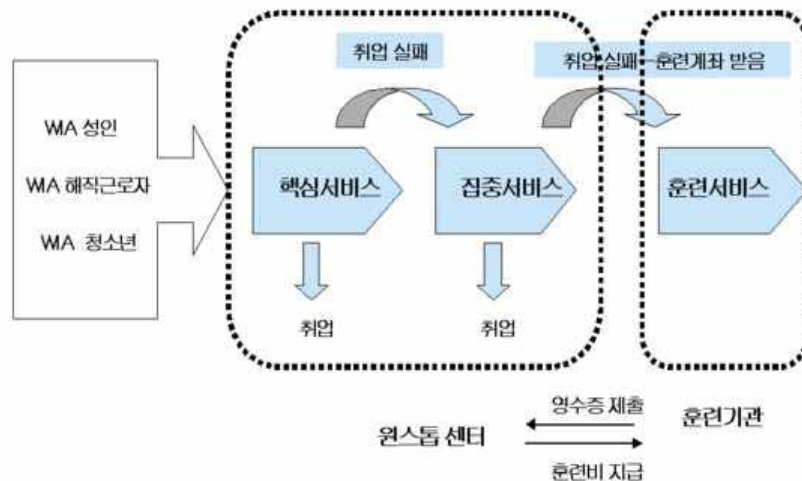 취업 실패
취업 실패-훈련계좌 받음
WIA 성인
WIA 해직근로자
WIA 청소년
핵심서비스
집중서비스
훈련서비스
취업
취업
영수증 제출
원스톱 센터
훈련기관
훈련비 지급